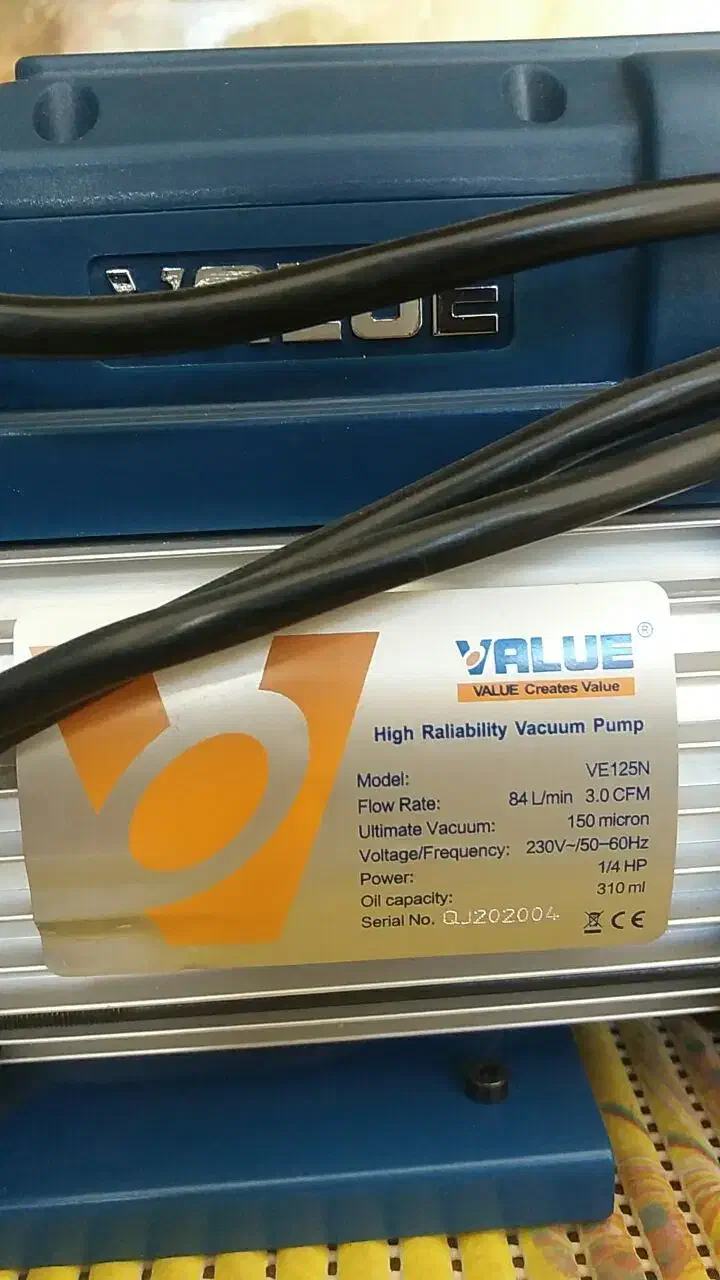 VALUE
VALUE®
VALUE Creates Value
High Raliability Vacuum Pump
Model: VE125N
Flow Rate: 84 L/min 3.0 CFM
Ultimate Vacuum: 150 micron
Voltage/Frequency: 230V~/50-60Hz
Power: 1/4 HP
Oil capacity: 310 ml
Serial No. QJ202004 CE